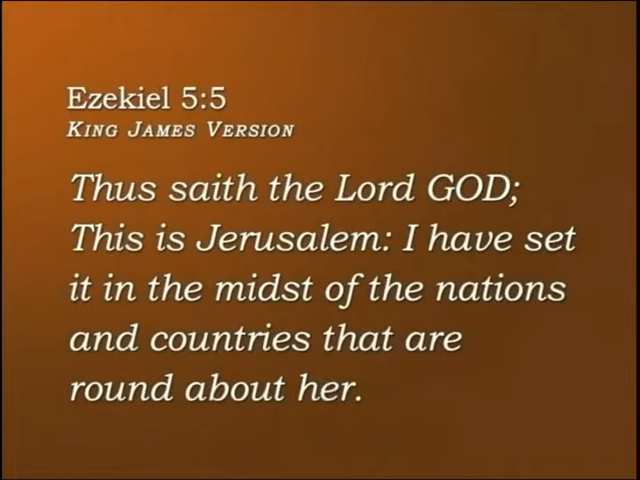 Ezekiel 5:5
King James Version
Thus saith the Lord GOD;
This is Jerusalem: I have set
it in the midst of the nations
and countries that are
round about her.